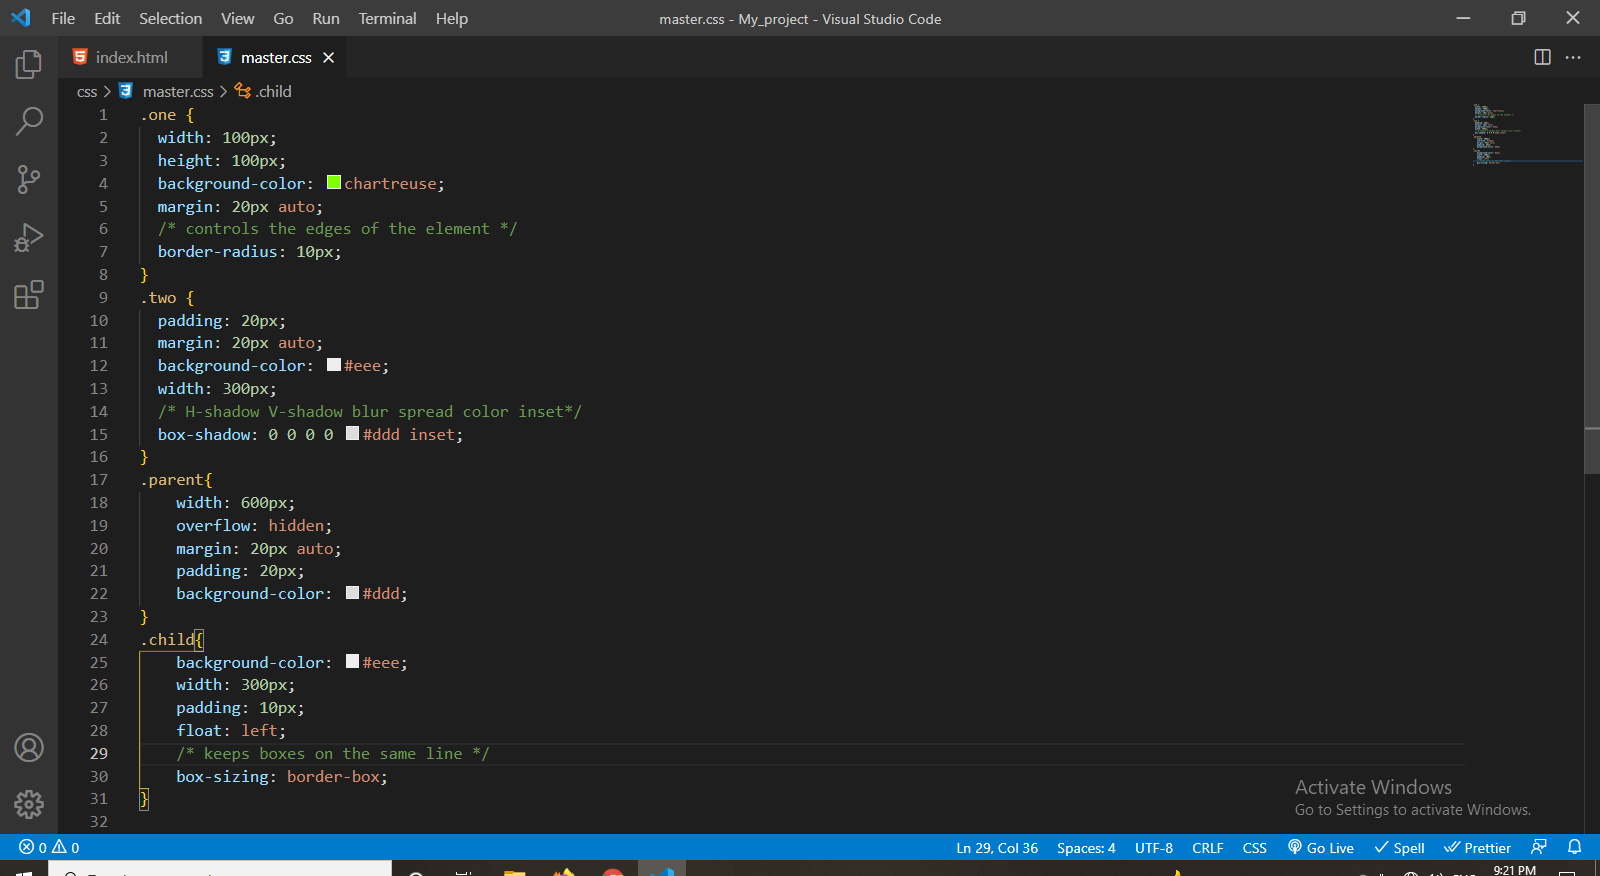 File Edit Selection View Go Run Terminal Help master.css - My_project - Visual Studio Code
index.html master.css
css > master.css > .child
1 .one {
2 width: 100px;
3 height: 100px;
4 background-color: chartreuse;
5 margin: 20px auto;
6 /* controls the edges of the element */
7 border-radius: 10px;
8 }
9 .two {
10 padding: 20px;
11 margin: 20px auto;
12 background-color: #eee;
13 width: 300px;
14 /* H-shadow V-shadow blur spread color inset*/
15 box-shadow: 0 0 0 0 #ddd inset;
16 }
17 .parent{
18 width: 600px;
19 overflow: hidden;
20 margin: 20px auto;
21 padding: 20px;
22 background-color: #ddd;
23 }
24 .child{
25 background-color: #eee;
26 width: 300px;
27 padding: 10px;
28 float: left;
29 /* keeps boxes on the same line */
30 box-sizing: border-box;
31 }
32
Activate Windows
Go to Settings to activate Windows.
0 0 Ln 29, Col 36 Spaces: 4 UTF-8 CRLF CSS Go Live Spell Prettier
9:21 PM